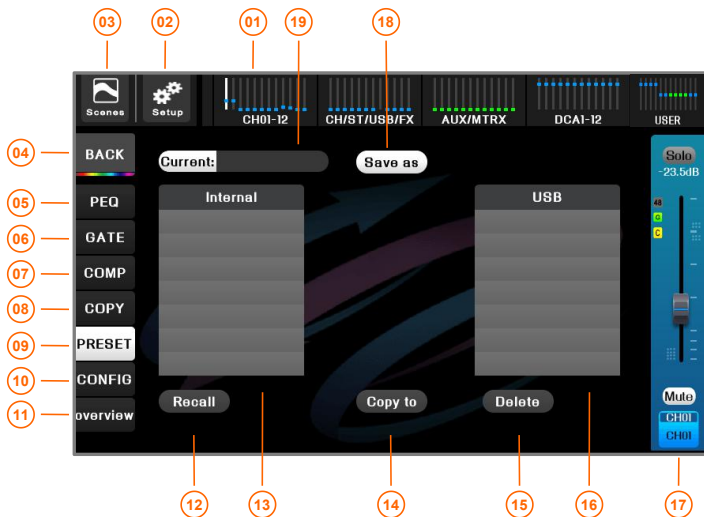 03
02
01
19
18
Scenes
Setup
CH01-12
CH/ST/USB/FX
AUX/MTRX
DCA1-12
USER
04
BACK
Current:
Save as
Solo
-23.5dB
05
PEQ
Internal
USB
48
G
C
06
GATE
07
COMP
08
COPY
09
PRESET
10
CONFIG
Recall
Copy to
Delete
Mute
11
overview
CH01
CH01
12
13
14
15
16
17